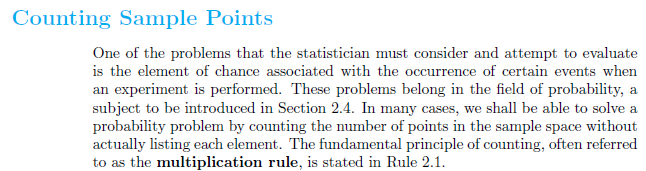 Counting Sample Points
One of the problems that the statistician must consider and attempt to evaluate
is the element of chance associated with the occurrence of certain events when
an experiment is performed. These problems belong in the field of probability, a
subject to be introduced in Section 2.4. In many cases, we shall be able to solve a
probability problem by counting the number of points in the sample space without
actually listing each element. The fundamental principle of counting, often referred
to as the multiplication rule, is stated in Rule 2.1.